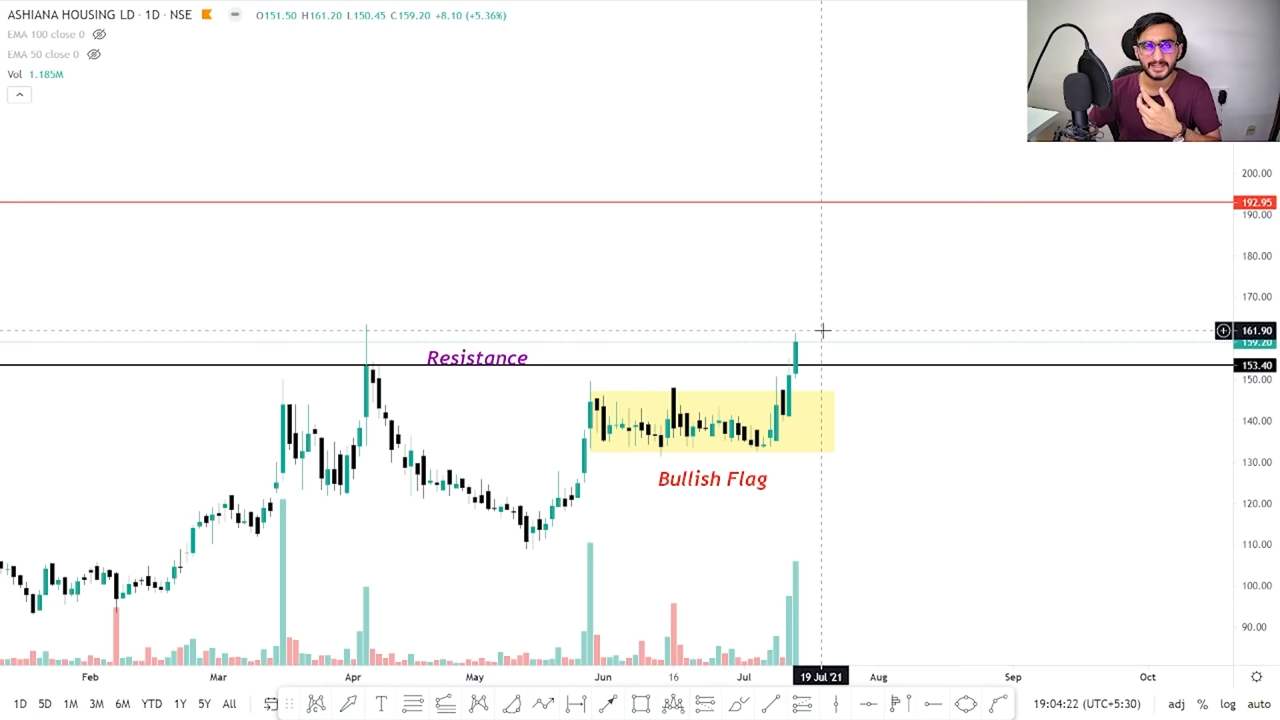 ASHIANA HOUSING LD · 1D · NSE O151.50 H161.20 L150.45 C159.20 +8.10 (+5.36%)
EMA 100 close 0
EMA 50 close 0
Vol 1.185M
200.00
192.95
190.00
180.00
170.00
161.90
159.20
Resistance
153.40
150.00
140.00
130.00
Bullish Flag
120.00
110.00
100.00
90.00
Feb Mar Apr May Jun 16 Jul 19 Jul '21 Aug Sep Oct
1D 5D 1M 3M 6M YTD 1Y 5Y All T 19:04:22 (UTC+5:30) adj % log auto